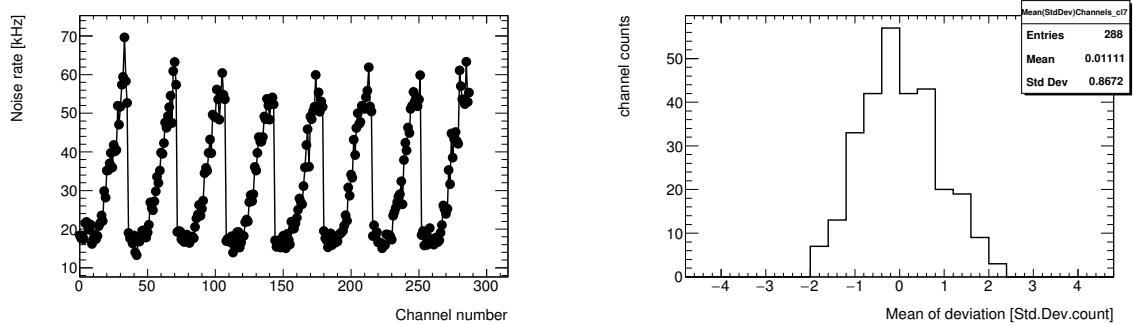 Noise rate [kHz]
70
60
50
40
30
20
10
0 50 100 150 200 250 300
Channel number
channel counts
50
40
30
20
10
0
−4 −3 −2 −1 0 1 2 3 4
Mean of deviation [Std.Dev.count]
Mean(StdDev)Channels_cl7
Entries 288
Mean 0.01111
Std Dev 0.8672